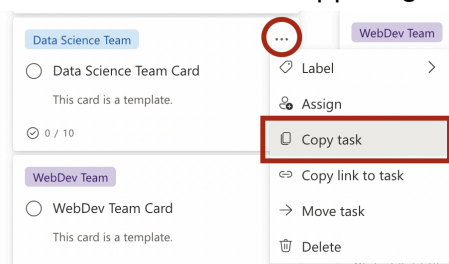 Data Science Team
Data Science Team Card
This card is a template.
0 / 10
WebDev Team
WebDev Team Card
This card is a template.
...
WebDev Team
Label
Assign
Copy task
Copy link to task
Move task
Delete